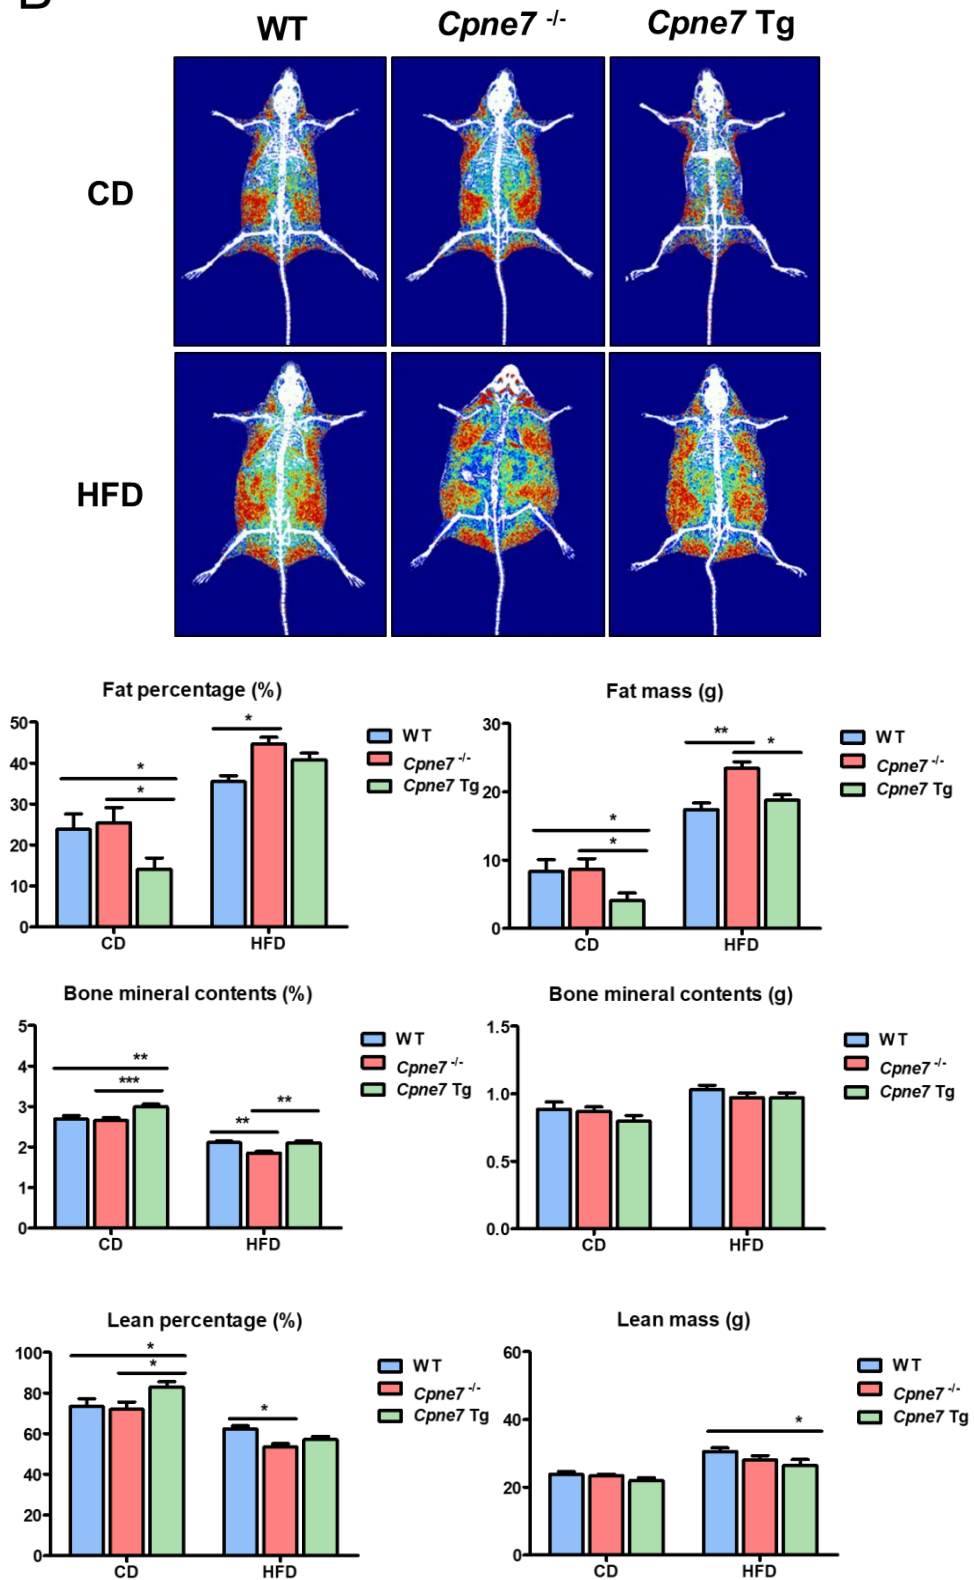 WT Cpne7 -/- Cpne7 Tg
CD
HFD
Fat percentage (%)
50
40
30
20
10
0
*
*
*
CD HFD
WT
Cpne7 -/-
Cpne7 Tg
Fat mass (g)
30
20
10
0
*
*
**
*
CD HFD
WT
Cpne7 -/-
Cpne7 Tg
Bone mineral contents (%)
5
4
3
2
1
0
**
***
**
**
CD HFD
WT
Cpne7 -/-
Cpne7 Tg
Bone mineral contents (g)
1.5
1.0
0.5
0.0
CD HFD
WT
Cpne7 -/-
Cpne7 Tg
Lean percentage (%)
100
80
60
40
20
0
*
*
*
CD HFD
WT
Cpne7 -/-
Cpne7 Tg
Lean mass (g)
60
40
20
0
*
CD HFD
WT
Cpne7 -/-
Cpne7 Tg